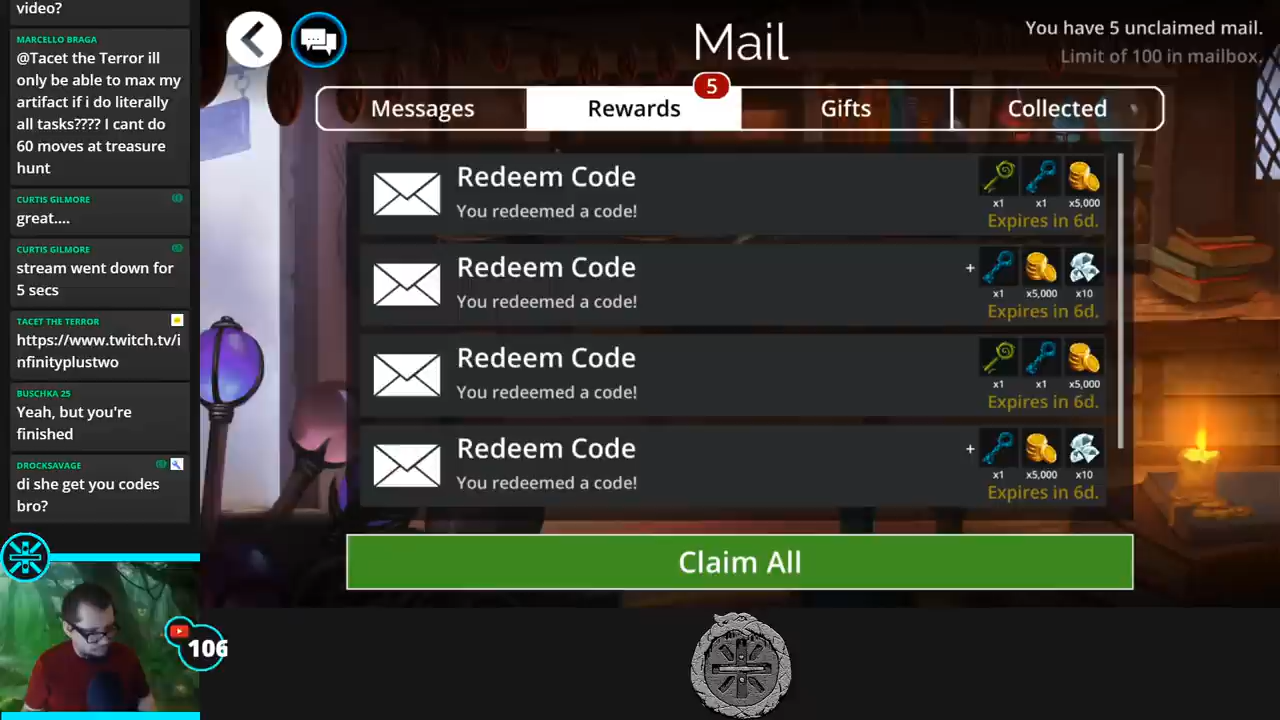 video?
MARCELLO BRAGA
@Tacet the Terror ill
only be able to max my
artifact if i do literally
all tasks???? I cant do
60 moves at treasure
hunt
CURTIS GILMORE
great....
CURTIS GILMORE
stream went down for
5 secs
TACET THE TERROR
https://www.twitch.tv/i
nfinityplustwo
BUSCHKA 25
Yeah, but you're
finished
DROCKSAVAGE
di she get you codes
bro?
106
Mail
You have 5 unclaimed mail.
Limit of 100 in mailbox.
Messages
Rewards
5
Gifts
Collected
Redeem Code
You redeemed a code!
x1 x1 x5,000
Expires in 6d.
Redeem Code
You redeemed a code!
+ x1 x5,000 x10
Expires in 6d.
Redeem Code
You redeemed a code!
x1 x1 x5,000
Expires in 6d.
Redeem Code
You redeemed a code!
+ x1 x5,000 x10
Expires in 6d.
Claim All